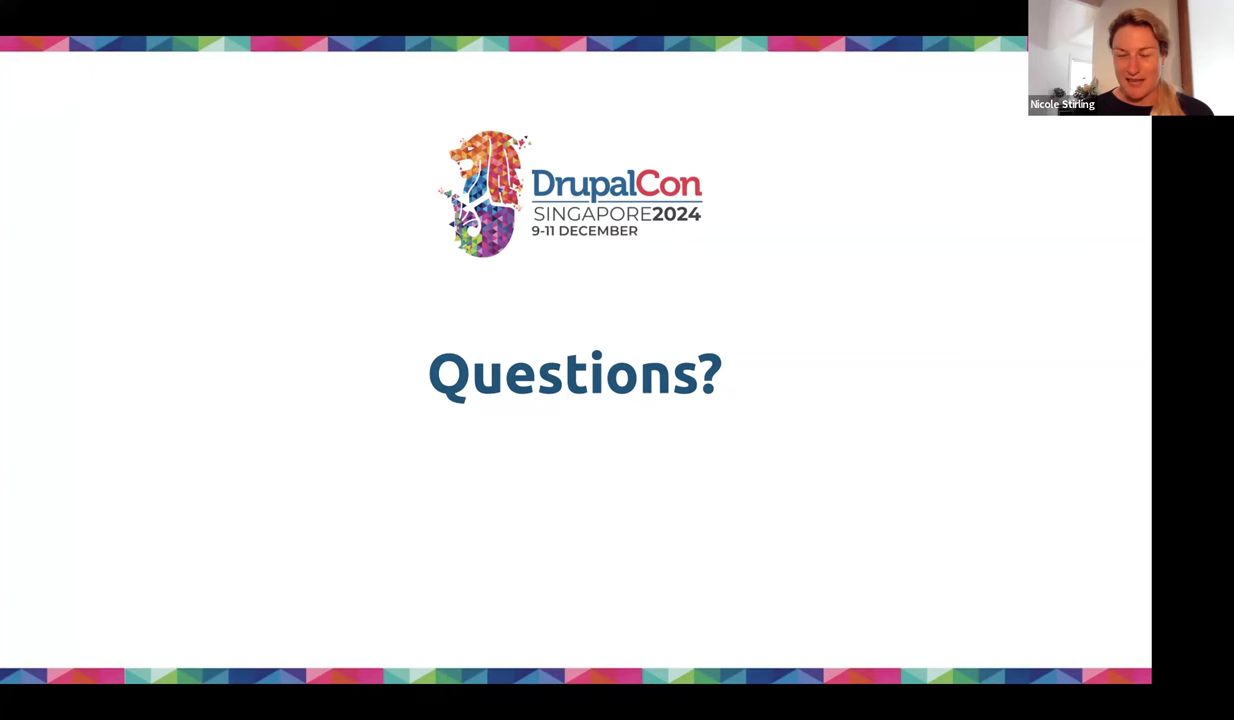 Nicole Stirling
DrupalCon
SINGAPORE2024
9-11 DECEMBER
Questions?